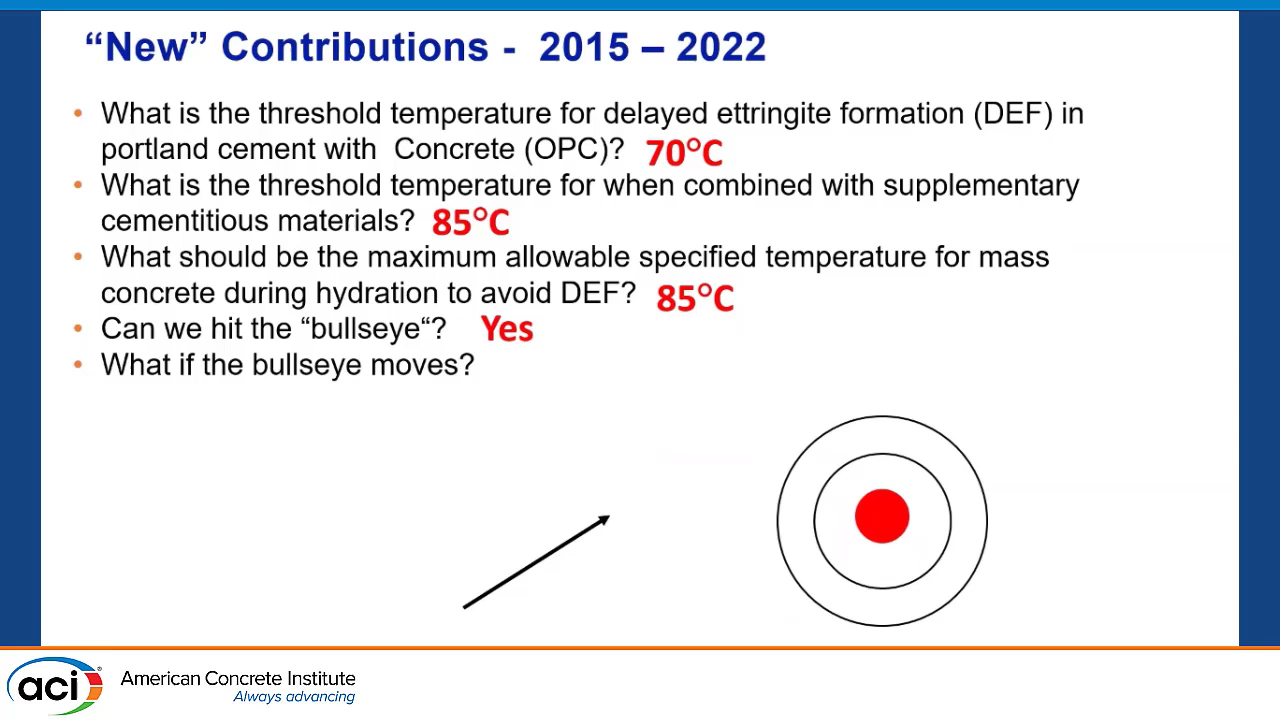 “New” Contributions - 2015 – 2022
• What is the threshold temperature for delayed ettringite formation (DEF) in
portland cement with Concrete (OPC)? 70°C
• What is the threshold temperature for when combined with supplementary
cementitious materials? 85°C
• What should be the maximum allowable specified temperature for mass
concrete during hydration to avoid DEF? 85°C
• Can we hit the “bullseye“? Yes
• What if the bullseye moves?
aci®
American Concrete Institute
Always advancing